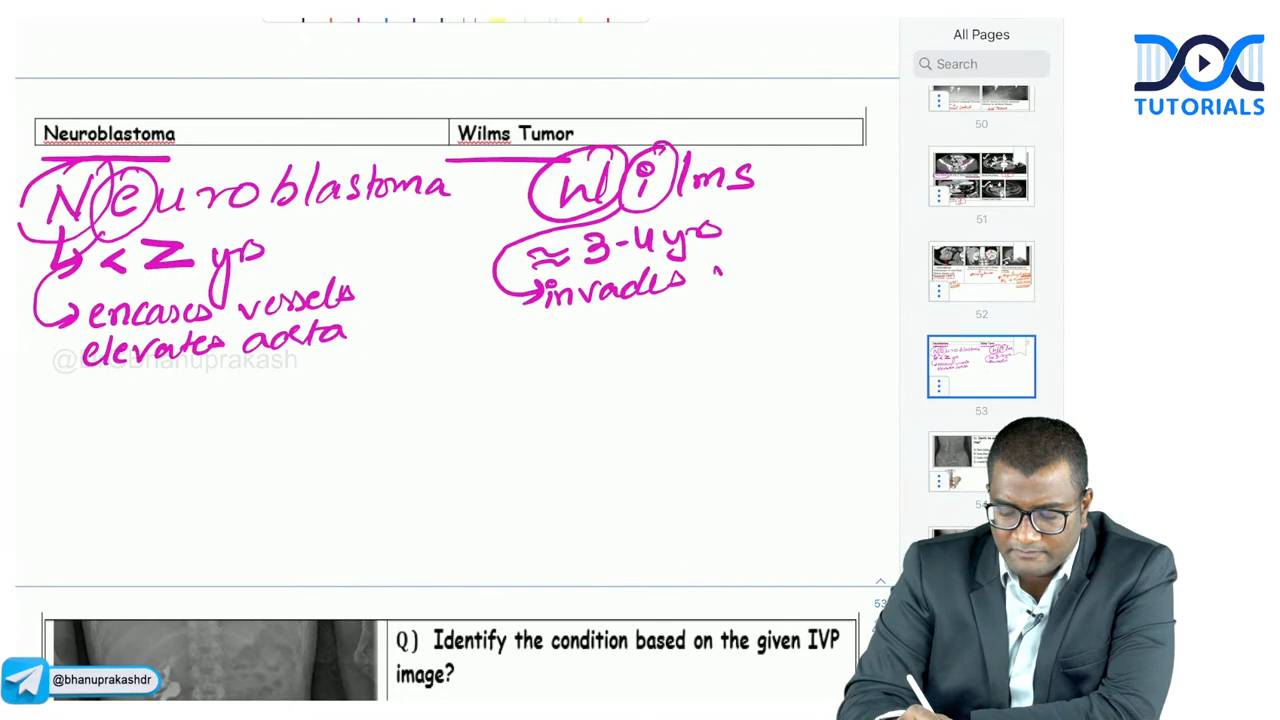 All Pages
Search
DOC
TUTORIALS
50
51
52
53
Neuroblastoma
Wilms Tumor
Neuroblastoma
< 2 yrs
encases vessels
elevates aorta
Wilms
≈ 3-4 yrs
invades
53
Q) Identify the condition based on the given IVP
image?
@bhanuprakashdr